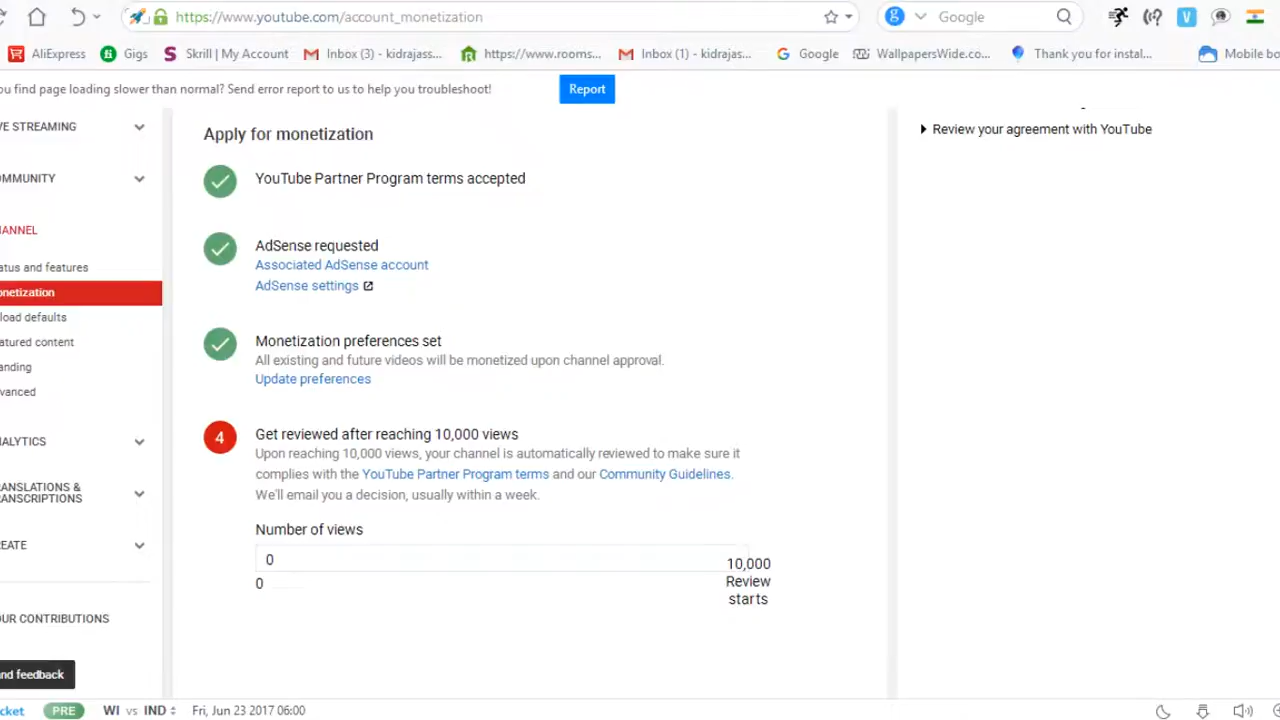 https://www.youtube.com/account_monetization
Google
AliExpress
Gigs
Skrill | My Account
Inbox (3) - kidrajass...
https://www.rooms...
Inbox (1) - kidrajas...
Google
WallpapersWide.co...
Thank you for instal...
Mobile bo
ou find page loading slower than normal? Send error report to us to help you troubleshoot!
Report
VE STREAMING
OMMUNITY
HANNEL
atus and features
onetization
load defaults
atured content
anding
vanced
NALYTICS
RANSLATIONS &
RANSCRIPTIONS
REATE
OUR CONTRIBUTIONS
nd feedback
Apply for monetization
YouTube Partner Program terms accepted
AdSense requested
Associated AdSense account
AdSense settings
Monetization preferences set
All existing and future videos will be monetized upon channel approval.
Update preferences
4
Get reviewed after reaching 10,000 views
Upon reaching 10,000 views, your channel is automatically reviewed to make sure it
complies with the YouTube Partner Program terms and our Community Guidelines.
We'll email you a decision, usually within a week.
Number of views
0
0
10,000
Review
starts
Review your agreement with YouTube
cket
PRE
WI vs IND
Fri, Jun 23 2017 06:00